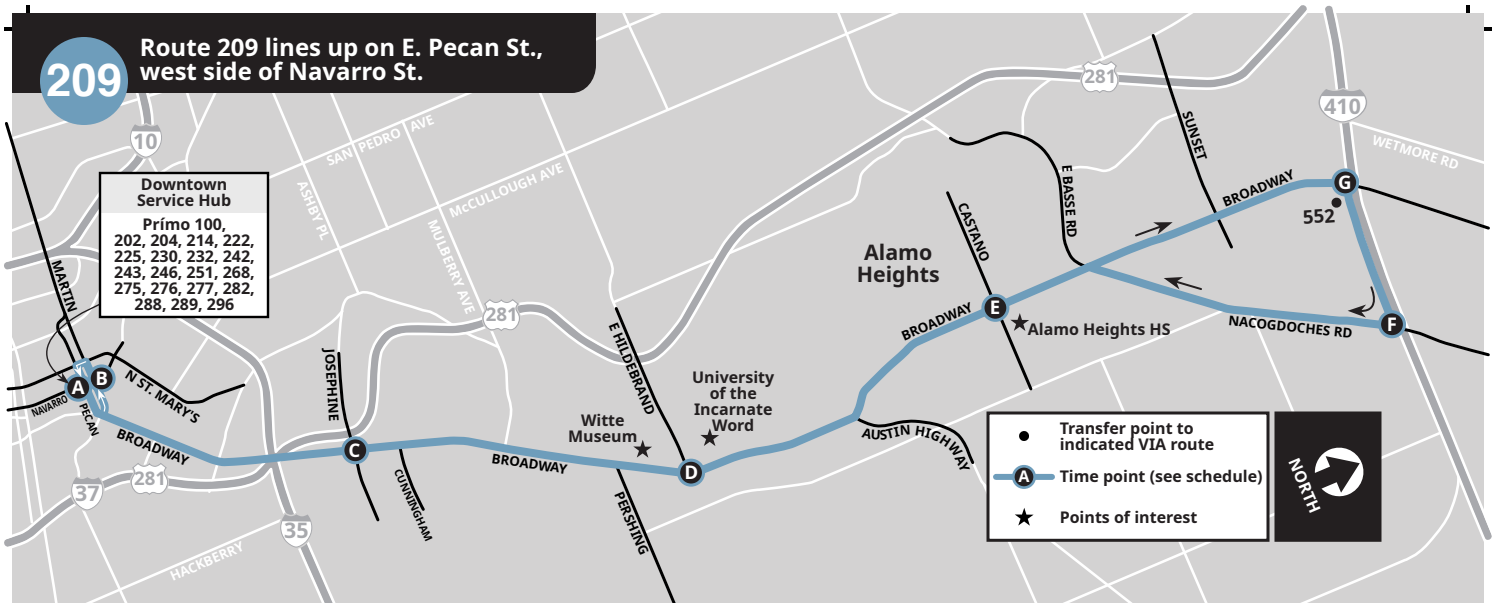 209
Route 209 lines up on E. Pecan St.,
west side of Navarro St.
10
SAN PEDRO AVE
McCULLOUGH AVE
ASHBY PL
MULBERRY AVE
281
281
410
WETMORE RD
SUNSET
BROADWAY
G
552
E BASSE RD
CASTANO
Alamo
Heights
E
Alamo Heights HS
BROADWAY
NACOGDOCHES RD
F
Downtown
Service Hub
Prímo 100,
202, 204, 214, 222,
225, 230, 232, 242,
243, 246, 251, 268,
275, 276, 277, 282,
288, 289, 296
MARTIN
A
B
NAVARRO
PECAN
N ST. MARY'S
BROADWAY
281
37
35
HACKBERRY
JOSEPHINE
C
CUNNINGHAM
BROADWAY
E HILDEBRAND
Witte
Museum
University
of the
Incarnate
Word
D
PERSHING
AUSTIN HIGHWAY
Transfer point to
indicated VIA route
A
Time point (see schedule)
Points of interest
NORTH